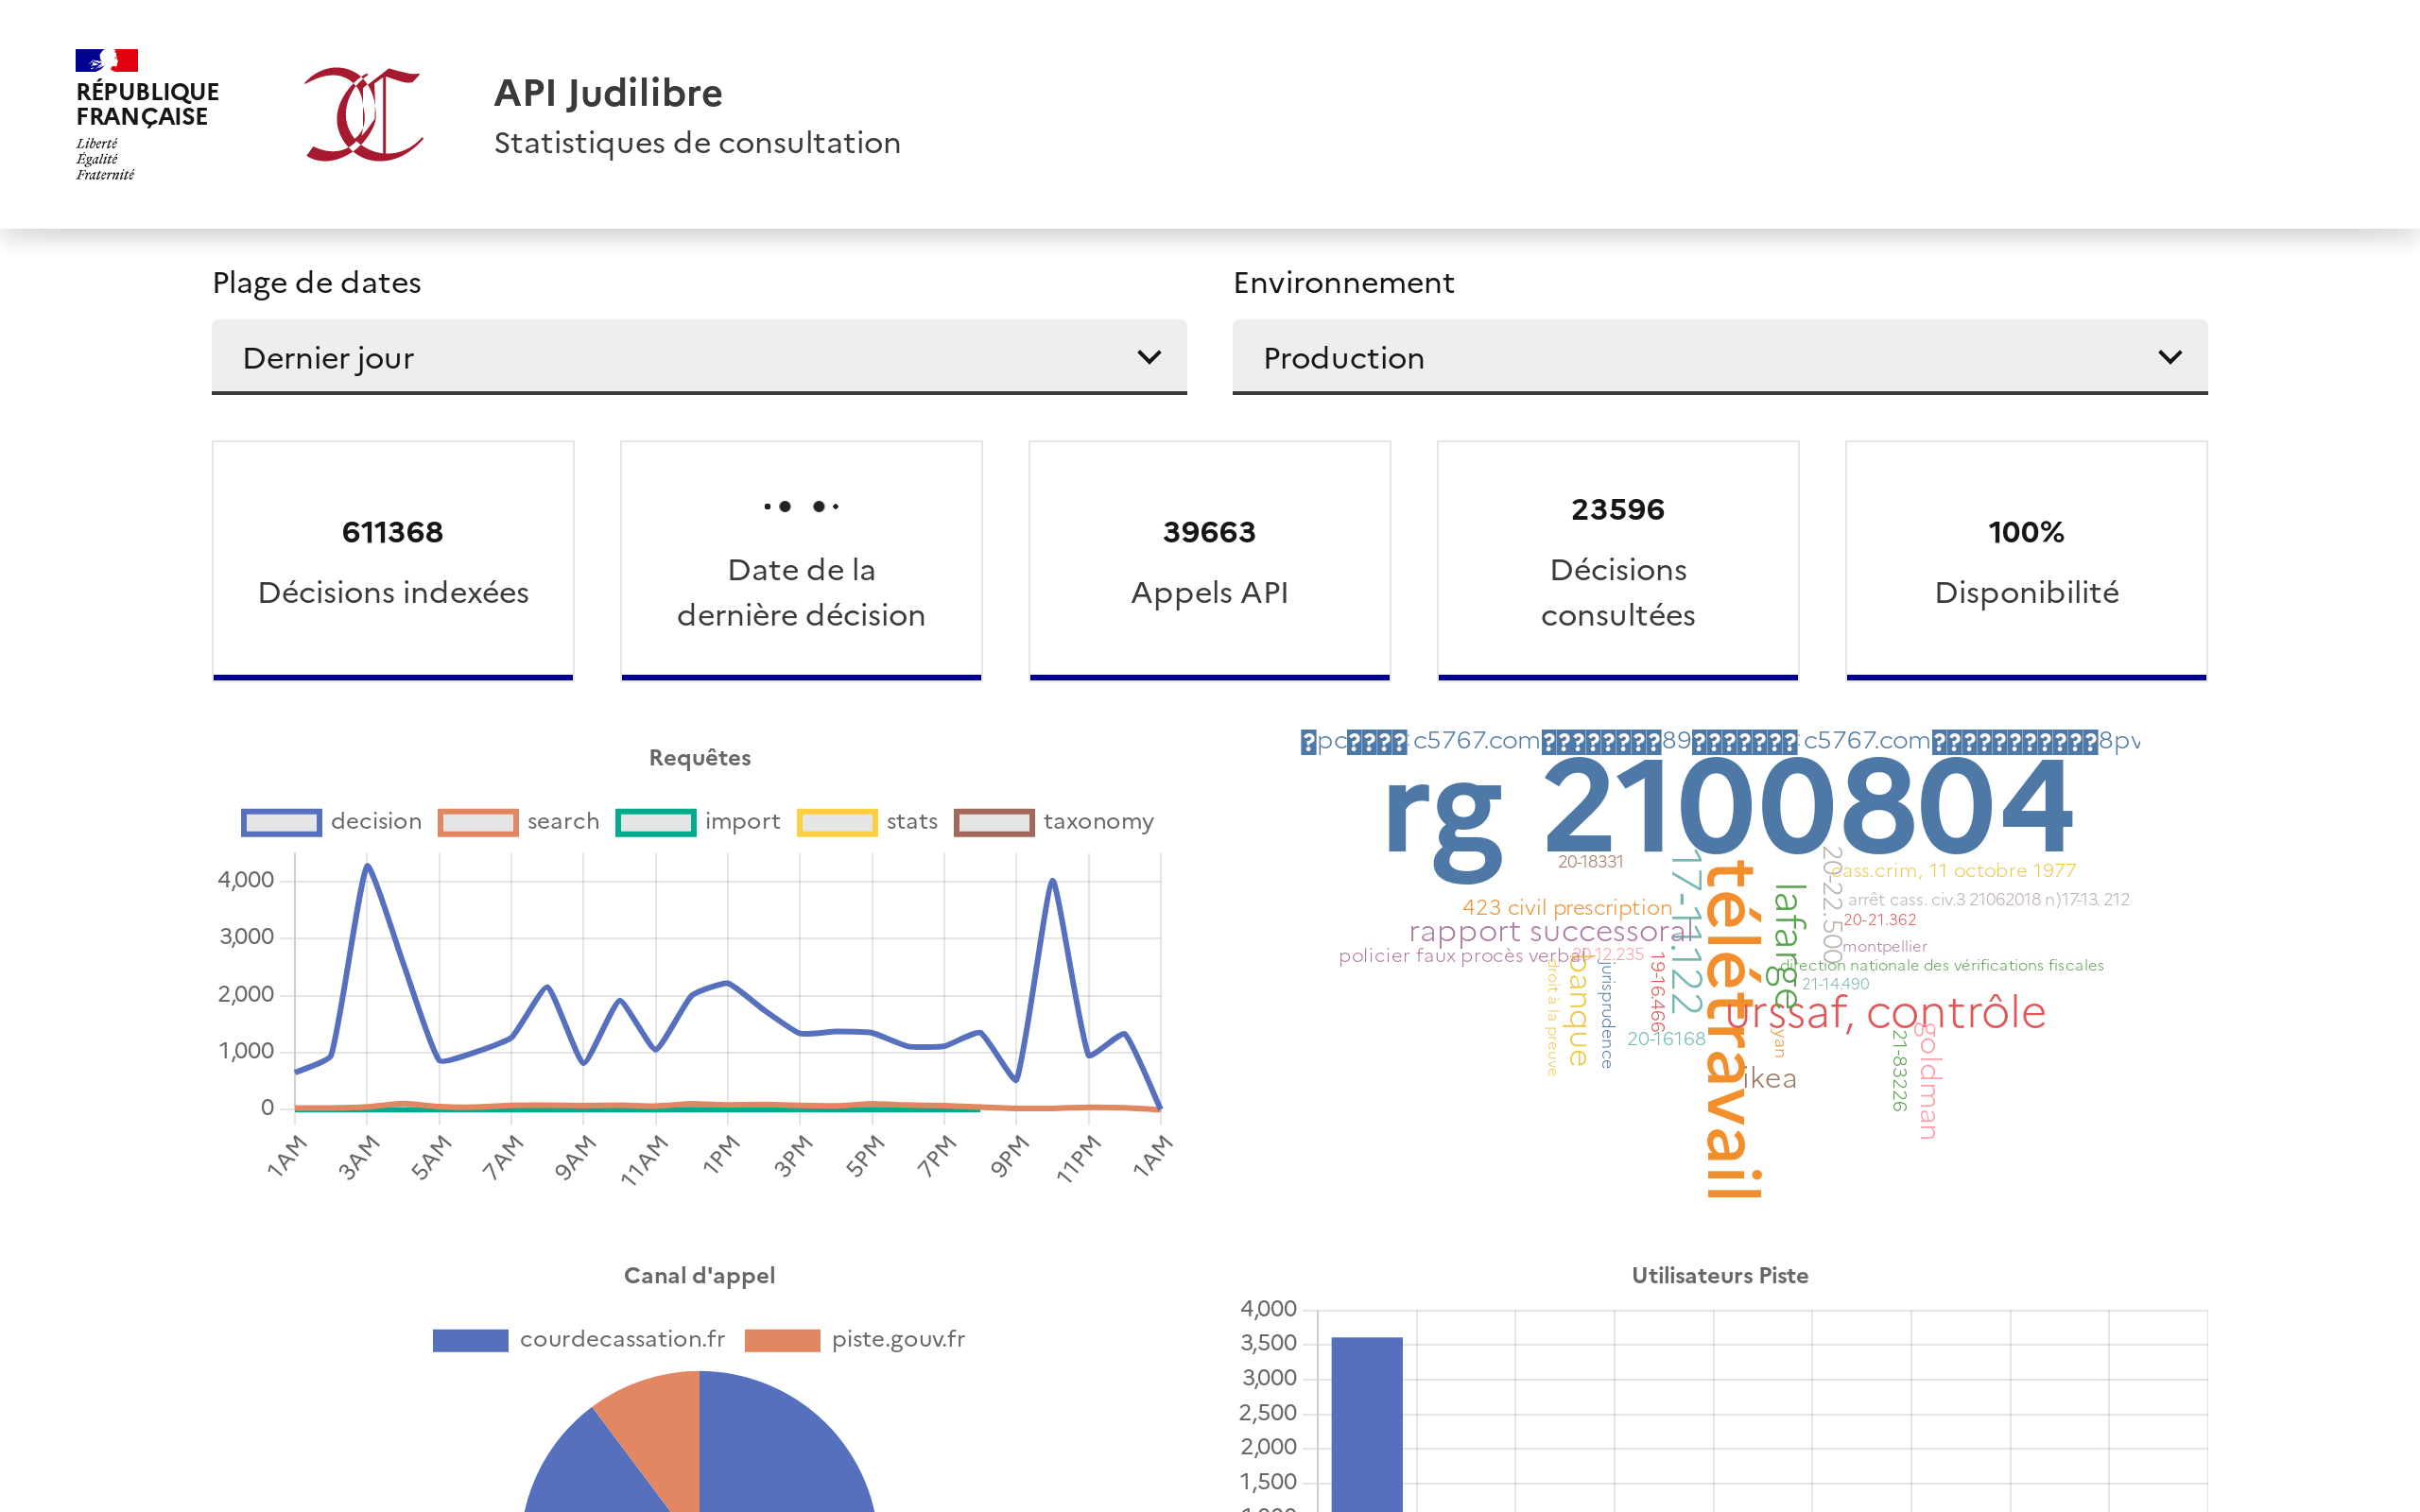 RÉPUBLIQUE
FRANÇAISE
Liberté
Égalité
Fraternité
API Judilibre
Statistiques de consultation
Plage de dates
Environnement
Dernier jour
Production
611368
Décisions indexées
Date de la
dernière décision
39663
Appels API
23596
Décisions
consultées
100%
Disponibilité
Requêtes
decision search import stats taxonomy
4,000
3,000
2,000
1,000
0
1AM 3AM 5AM 7AM 9AM 11AM 1PM 3PM 5PM 7PM 9PM 11PM 1AM
�pc����:c5767.com��������89�������:c5767.com�����������8pv
rg 2100804
20-18331
17-11.122
télétravail
lafarge
20-22.500
cass.crim, 11 octobre 1977
arrêt cass. civ.3 21062018 n)17-13. 212
20-21.362
423 civil prescription
rapport successoral
montpellier
policier faux procès verbal
20-12.235
direction nationale des vérifications fiscales
21-14.490
droit à la preuve
banque
jurisprudence
19-16.466
urssaf, contrôle
20-16168
yan
ikea
21-83226
goldman
Canal d'appel
courdecassation.fr piste.gouv.fr
Utilisateurs Piste
4,000
3,500
3,000
2,500
2,000
1,500